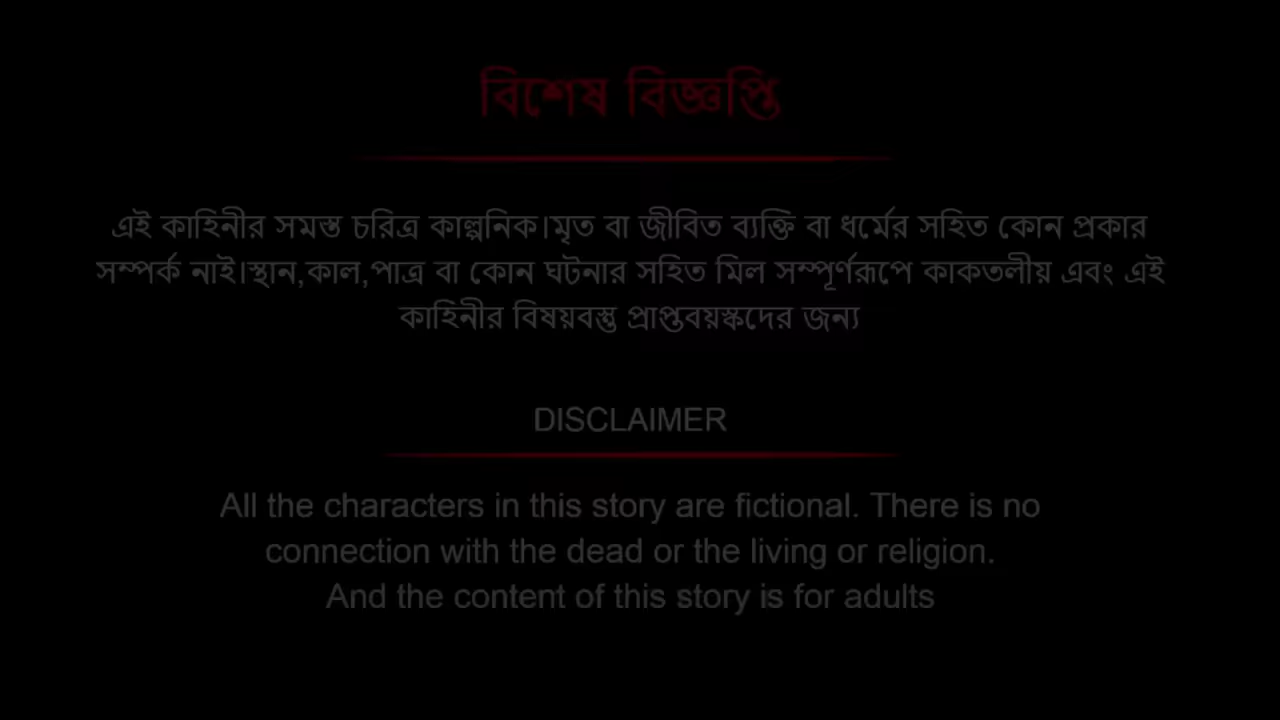 বিশেষ বিজ্ঞপ্তি
এই কাহিনীর সমস্ত চরিত্র কাল্পনিক।মৃত বা জীবিত ব্যক্তি বা ধর্মের সহিত কোন প্রকার
সম্পর্ক নাই।স্থান,কাল,পাত্র বা কোন ঘটনার সহিত মিল সম্পূর্ণরূপে কাকতলীয় এবং এই
কাহিনীর বিষয়বস্তু প্রাপ্তবয়স্কদের জন্য
DISCLAIMER
All the characters in this story are fictional. There is no
connection with the dead or the living or religion.
And the content of this story is for adults